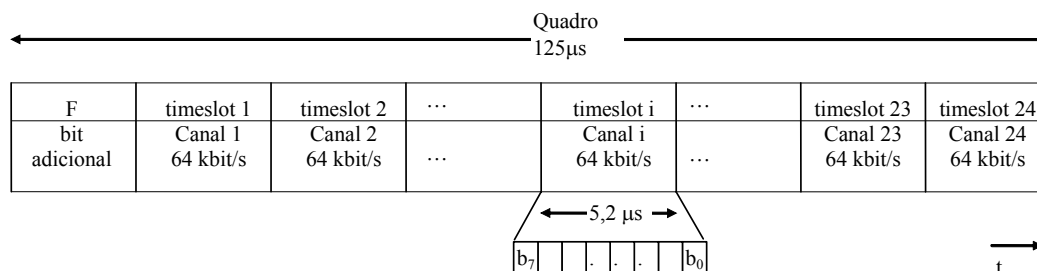 Quadro
125μs
F timeslot 1 timeslot 2 ... timeslot i ... timeslot 23 timeslot 24
bit Canal 1 Canal 2 Canal i Canal 23 Canal 24
adicional 64 kbit/s 64 kbit/s ... 64 kbit/s ... 64 kbit/s 64 kbit/s
5,2 μs
b7 . . . b0
t